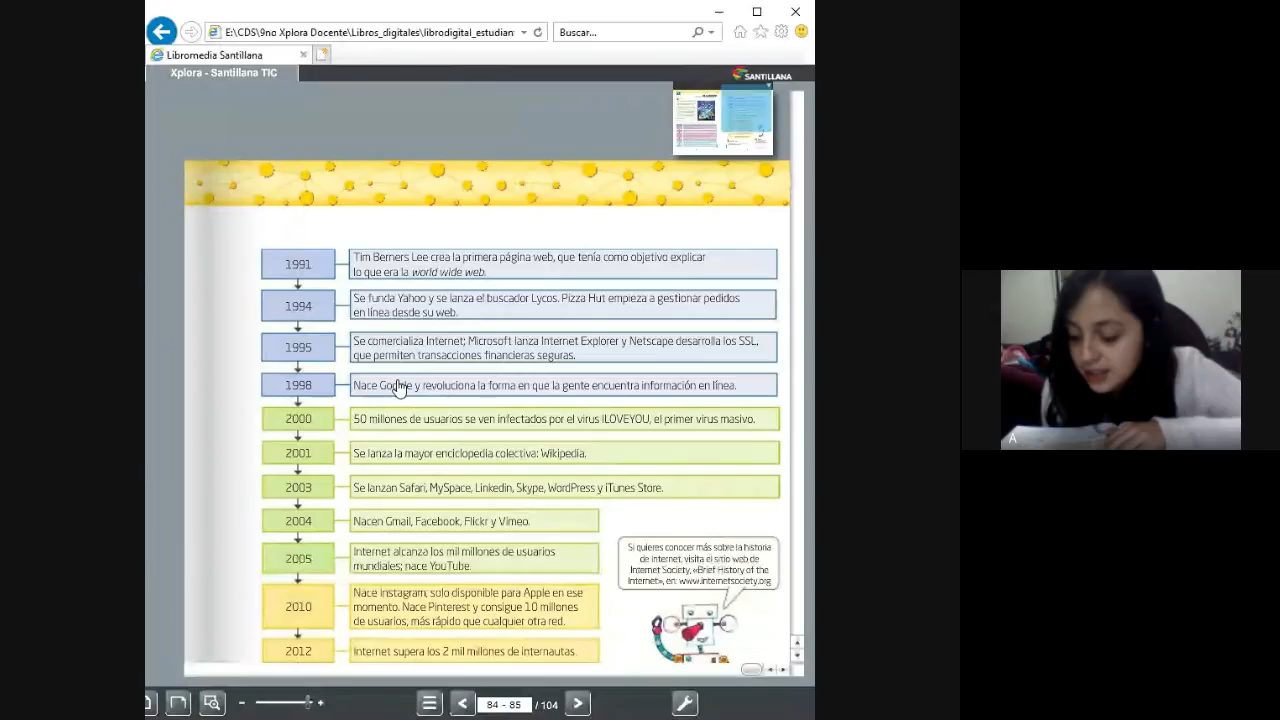 E:\CDS\9no Xplora Docente\Libros_digitales\librodigital_estudian
Buscar...
Libromedia Santillana
Xplora - Santillana TIC
SANTILLANA
1991
Tim Berners Lee crea la primera página web, que tenía como objetivo explicar
lo que era la world wide web.
1994
Se funda Yahoo y se lanza el buscador Lycos. Pizza Hut empieza a gestionar pedidos
en línea desde su web.
1995
Se comercializa Internet; Microsoft lanza Internet Explorer y Netscape desarrolla los SSL,
que permiten transacciones financieras seguras.
1998
Nace Google y revoluciona la forma en que la gente encuentra información en línea.
2000
50 millones de usuarios se ven infectados por el virus ILOVEYOU, el primer virus masivo.
2001
Se lanza la mayor enciclopedia colectiva: Wikipedia.
2003
Se lanzan Safari, MySpace, Linkedin, Skype, WordPress y iTunes Store.
2004
Nacen Gmail, Facebook, Flickr y Vimeo.
2005
Internet alcanza los mil millones de usuarios
mundiales; nace YouTube.
2010
Nace instagram, solo disponible para Apple en ese
momento. Nace Pinterest y consigue 10 millones
de usuarios, más rápido que cualquier otra red.
2012
Internet supera los 2 mil millones de internautas.
Si quieres conocer más sobre la historia
de internet, visita el sitio web de
Internet Society, «Brief History of the
Internet», en: www.internetsociety.org
84 - 85 / 104
A